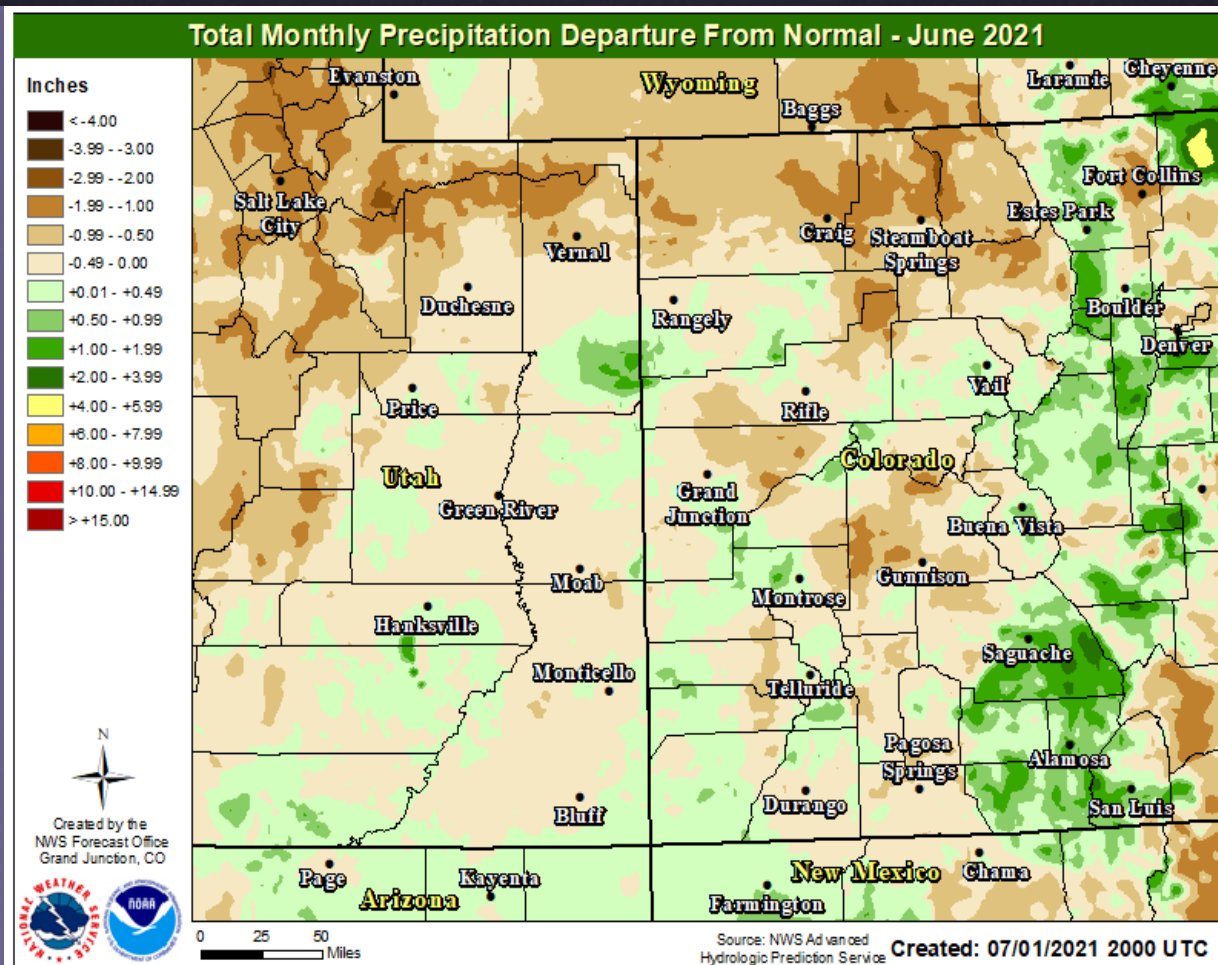 Total Monthly Precipitation Departure From Normal - June 2021
Inches
< -4.00
-3.99 - -3.00
-2.99 - -2.00
-1.99 - -1.00
-0.99 - -0.50
-0.49 - 0.00
+0.01 - +0.49
+0.50 - +0.99
+1.00 - +1.99
+2.00 - +3.99
+4.00 - +5.99
+6.00 - +7.99
+8.00 - +9.99
+10.00 - +14.99
> +15.00
Evanston
Wyoming
Baggs
Laramie
Cheyenne
Salt Lake
City
Vernal
Craig
Steamboat
Springs
Fort Collins
Estes Park
Duchesne
Rangely
Boulder
Denver
Price
Rifle
Vail
Utah
Green River
Grand
Junction
Colorado
Buena Vista
Moab
Montrose
Gunnison
Hanksville
Monticello
Telluride
Saguache
Pagosa
Springs
Alamosa
Bluff
Durango
San Luis
Page
Kayenta
Arizona
Farmington
New Mexico
Chama
N
Created by the
NWS Forecast Office
Grand Junction, CO
NATIONAL WEATHER SERVICE
NOAA
0 25 50
Miles
Source: NWS Advanced
Hydrologic Prediction Service
Created: 07/01/2021 2000 UTC